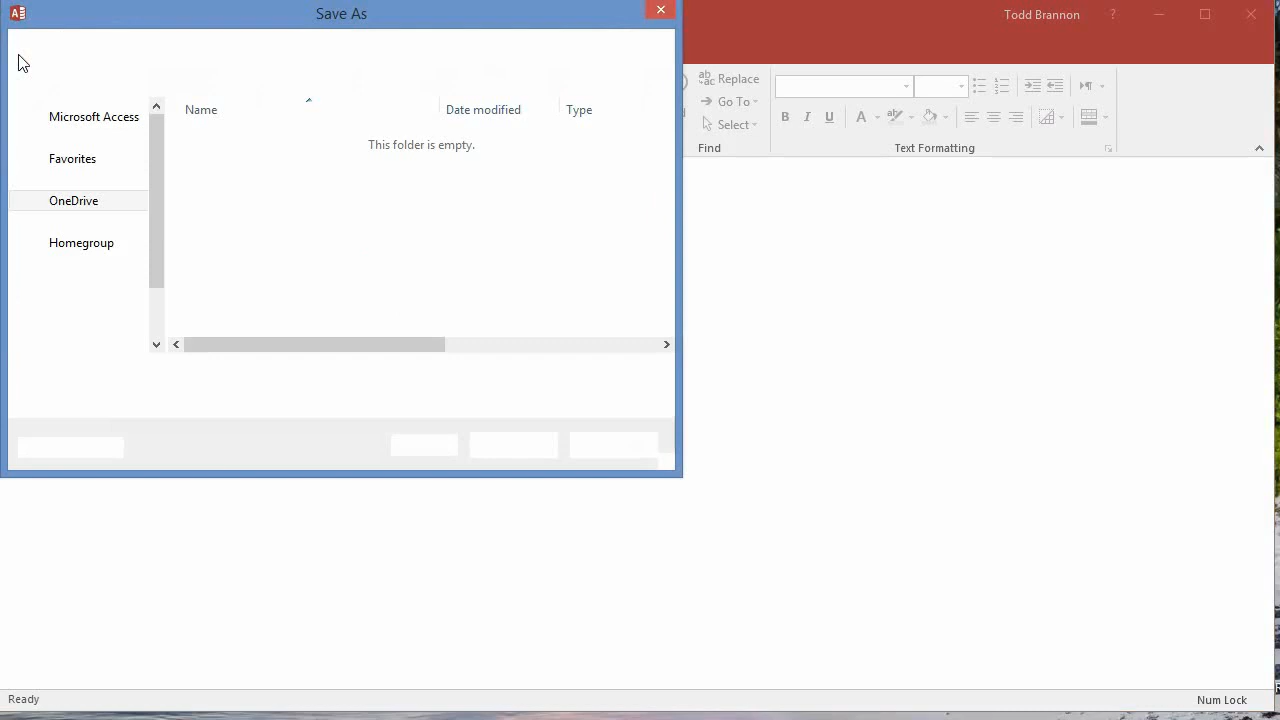 Save As
Todd Brannon
?
Name
Date modified
Type
This folder is empty.
Microsoft Access
Favorites
OneDrive
Homegroup
Replace
Go To
Select
Find
B I U A
Text Formatting
Ready
Num Lock